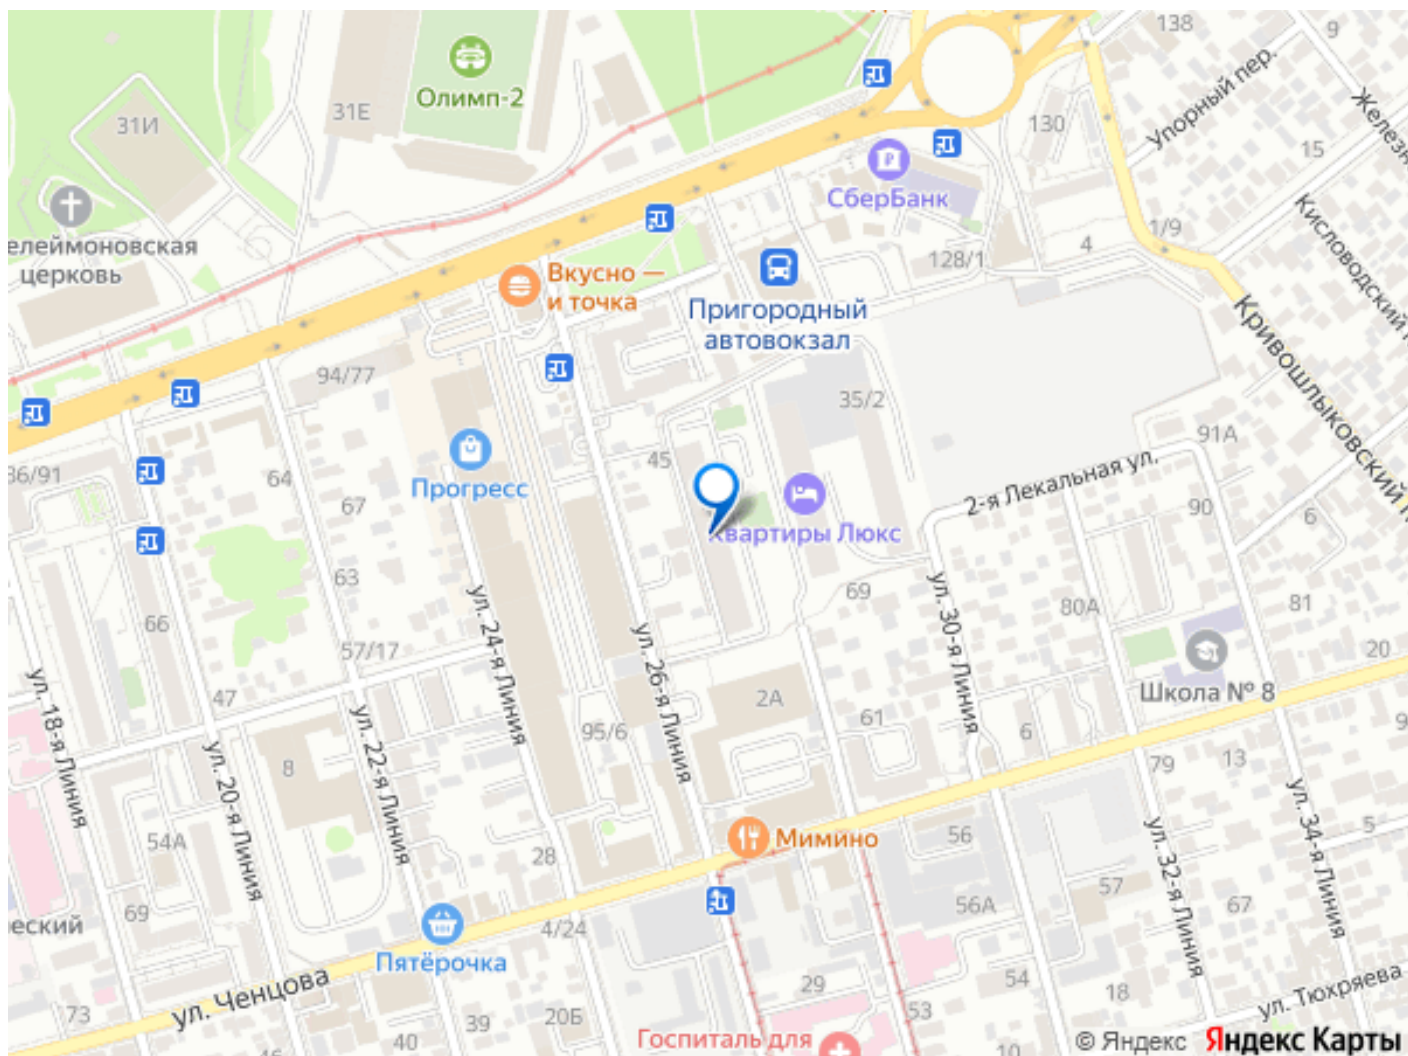 138
9
Упорный пер.
Олимп-2
31Е
31И
130
15
СберБанк
Кисловодский
1/9
4
128/1
церковь
Вкусно —
и точка
Пригородный
автовокзал
Кривошлыковский
94/77
35/2
91А
45
Прогресс
64
67
2-я Лекальная ул.
90
6
Квартиры Люкс
63
69
80А
81
66
57/17
20
Школа № 8
47
ул. 18-я Линия
ул. 20-я Линия
ул. 22-я Линия
ул. 24-я Линия
ул. 26-я Линия
ул. 30-я Линия
ул. 32-я Линия
ул. 34-я Линия
2А
61
6
95/6
8
79
13
Мимино
56
5
54А
28
57
67
56А
69
4/24
Пятёрочка
ул. Ченцова
73
39
40
20Б
29
53
54
18
ул. Тюхряева
Госпиталь для
10
© Яндекс Яндекс Карты